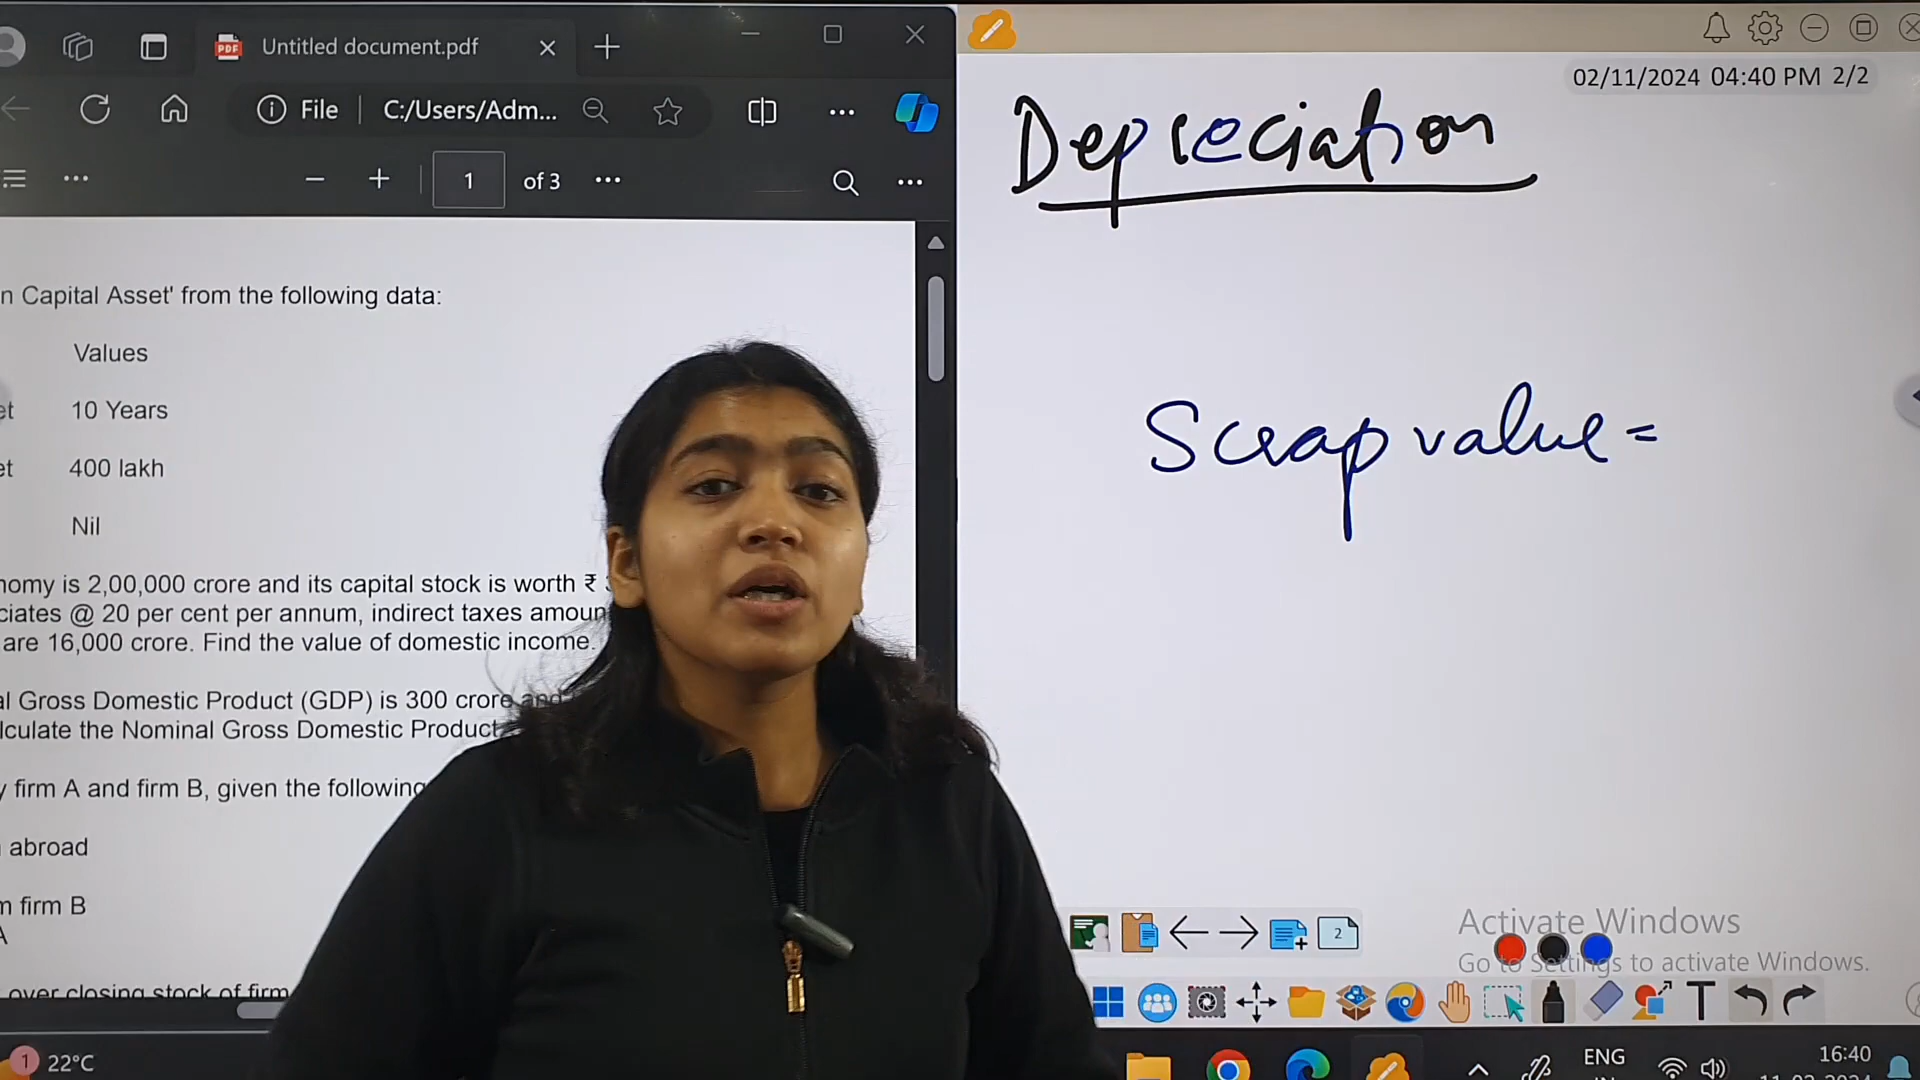 Untitled document.pdf
File
C:/Users/Adm...
1 of 3
n Capital Asset' from the following data:
Values
et 10 Years
et 400 lakh
Nil
nomy is 2,00,000 crore and its capital stock is worth ₹
ciates @ 20 per cent per annum, indirect taxes amoun
are 16,000 crore. Find the value of domestic income.
al Gross Domestic Product (GDP) is 300 crore and
lculate the Nominal Gross Domestic Product
y firm A and firm B, given the following
abroad
m firm B
A
over closing stock of firm
1 22°C
02/11/2024 04:40 PM 2/2
Depreciation
Scrap value =
2
Activate Windows
Go to Settings to activate Windows.
T
ENG
16:40